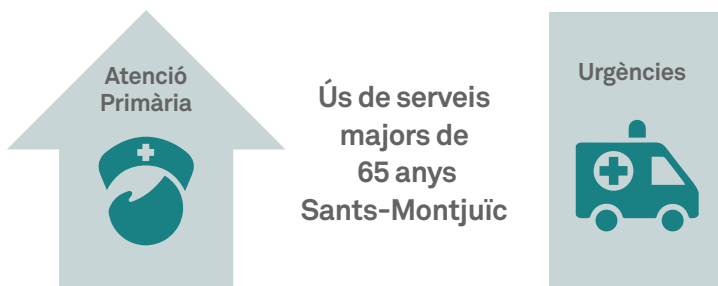 Atenció
Primària
Ús de serveis
majors de
65 anys
Sants-Montjuïc
Urgències